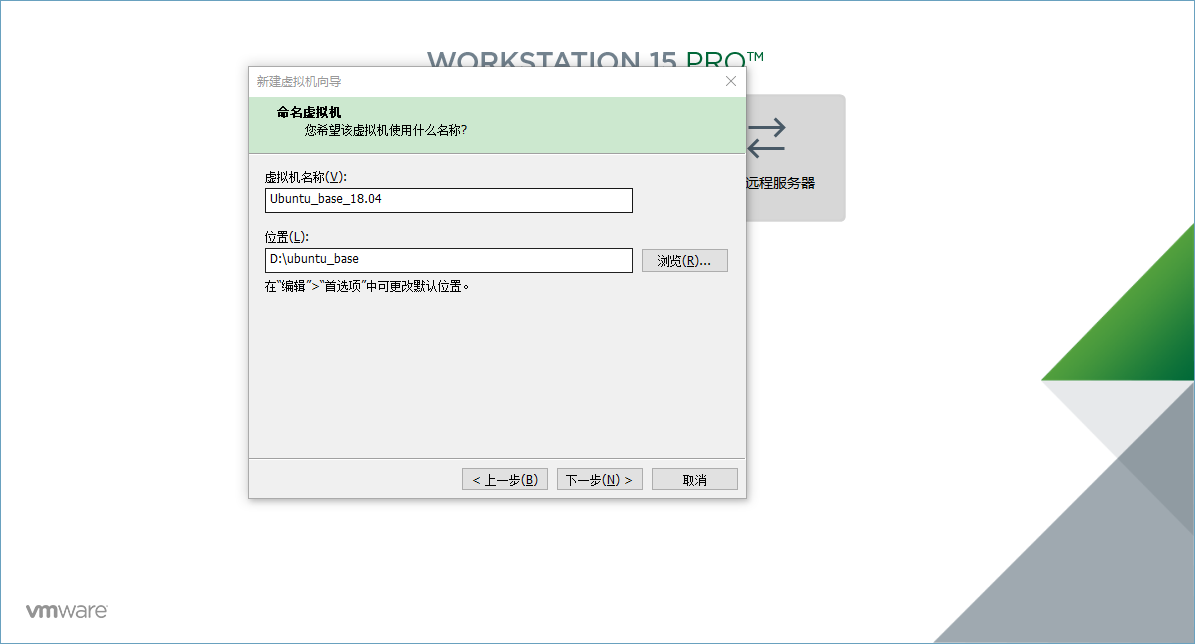 WORKSTATION 15 PRO™
新建虚拟机向导
命名虚拟机
您希望该虚拟机使用什么名称?
虚拟机名称(V):
Ubuntu_base_18.04
位置(L):
D:\ubuntu_base
浏览(R)...
在"编辑">"首选项"中可更改默认位置。
< 上一步(B)
下一步(N) >
取消
远程服务器
vmware